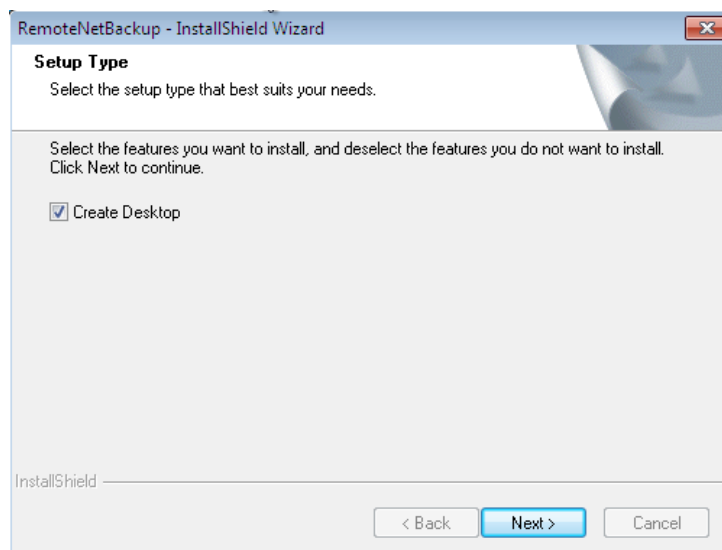 RemoteNetBackup - InstallShield Wizard
Setup Type
Select the setup type that best suits your needs.
Select the features you want to install, and deselect the features you do not want to install.
Click Next to continue.
Create Desktop
InstallShield
< Back
Next >
Cancel